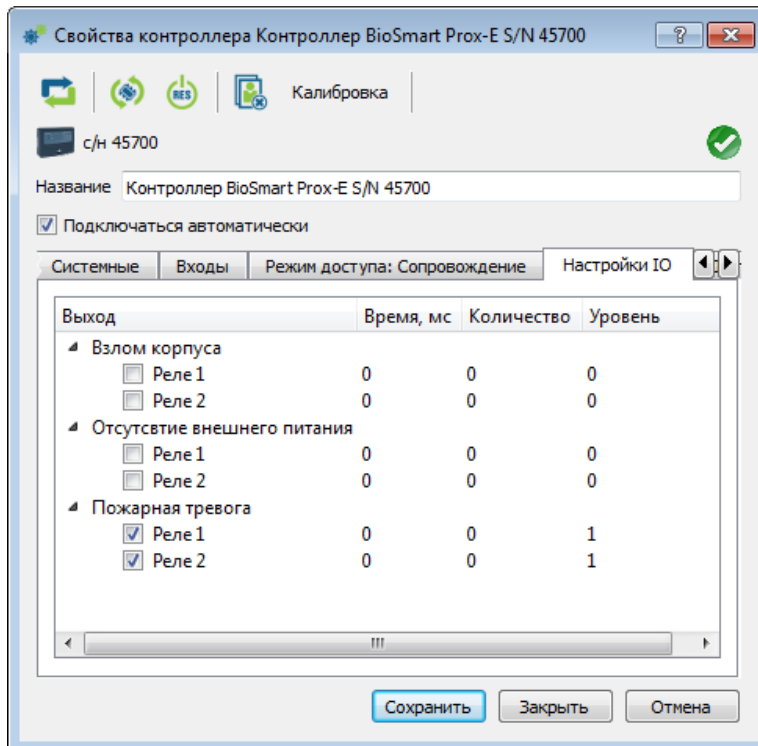 Свойства контроллера Контроллер BioSmart Prox-E S/N 45700
RES Калибровка
с/н 45700
Название Контроллер BioSmart Prox-E S/N 45700
Подключаться автоматически
Системные Входы Режим доступа: Сопровождение Настройки IO
Выход Время, мс Количество Уровень
Взлом корпуса
Реле 1 0 0 0
Реле 2 0 0 0
Отсутсвтие внешнего питания
Реле 1 0 0 0
Реле 2 0 0 0
Пожарная тревога
Реле 1 0 0 1
Реле 2 0 0 1
Сохранить Закрыть Отмена